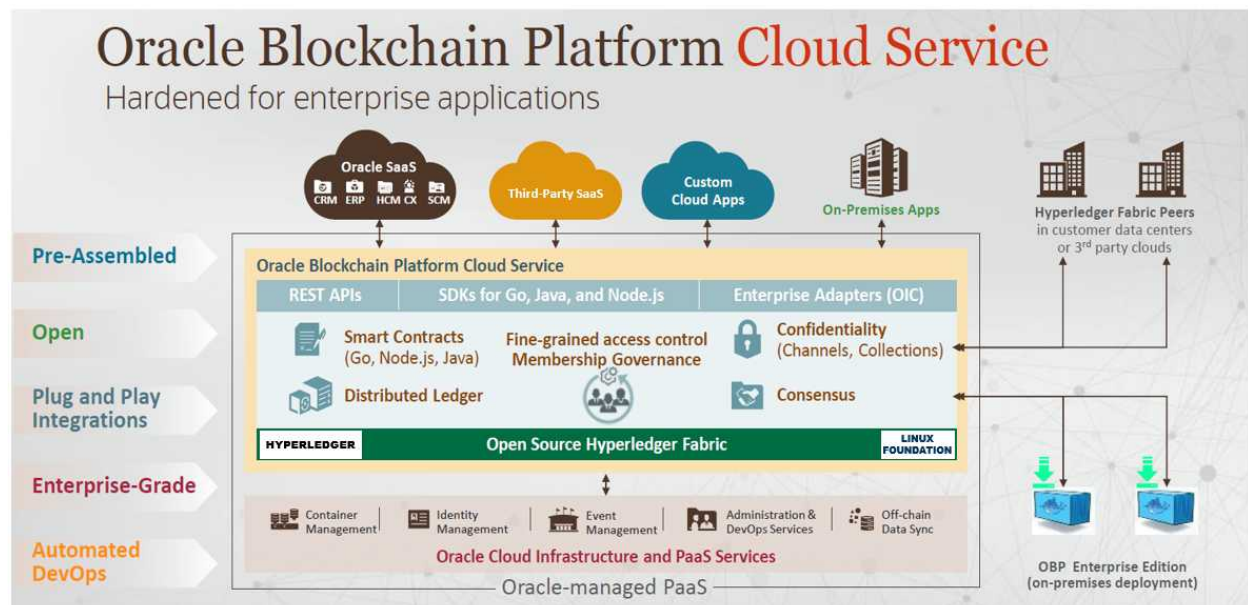 Oracle Blockchain Platform Cloud Service
Hardened for enterprise applications
Oracle SaaS
CRM ERP HCM CX SCM
Third-Party SaaS
Custom
Cloud Apps
On-Premises Apps
Hyperledger Fabric Peers
in customer data centers
or 3rd party clouds
Pre-Assembled
Open
Plug and Play
Integrations
Enterprise-Grade
Automated
DevOps
Oracle Blockchain Platform Cloud Service
REST APIs
SDKs for Go, Java, and Node.js
Enterprise Adapters (OIC)
Smart Contracts
(Go, Node.js, Java)
Fine-grained access control
Membership Governance
Confidentiality
(Channels, Collections)
Distributed Ledger
Consensus
HYPERLEDGER
Open Source Hyperledger Fabric
LINUX
FOUNDATION
Container
Management
Identity
Management
Event
Management
Administration &
DevOps Services
Off-chain
Data Sync
Oracle Cloud Infrastructure and PaaS Services
Oracle-managed PaaS
OBP Enterprise Edition
(on-premises deployment)